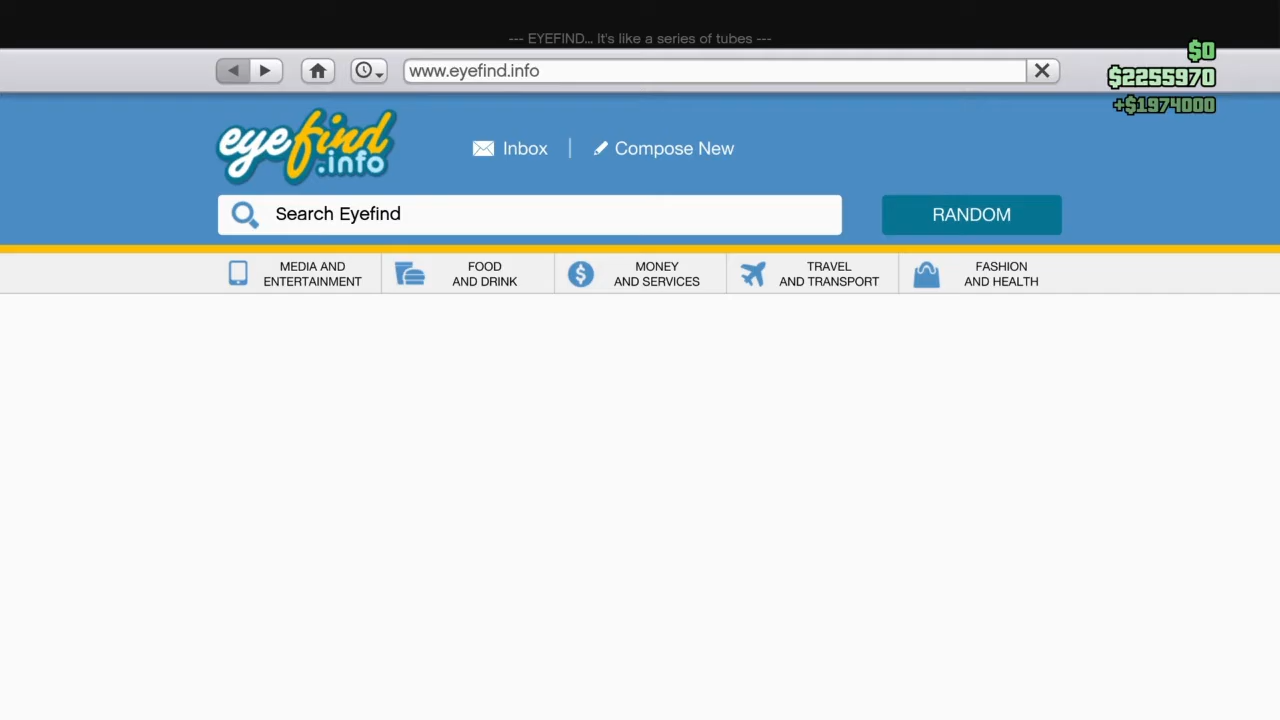 --- EYEFIND... It's like a series of tubes ---
$0
www.eyefind.info
$2255970
+$1974000
eyefind
.info
Inbox
Compose New
Search Eyefind
RANDOM
MEDIA AND
ENTERTAINMENT
FOOD
AND DRINK
MONEY
AND SERVICES
TRAVEL
AND TRANSPORT
FASHION
AND HEALTH